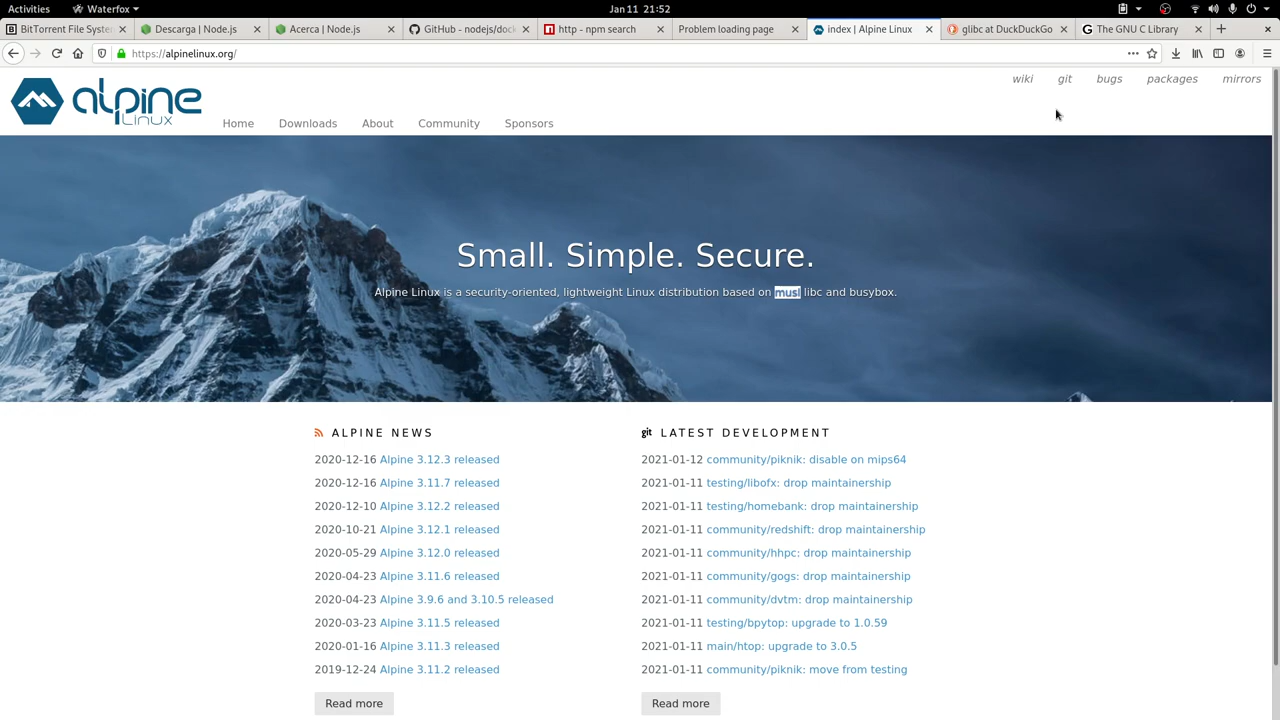 Activities Waterfox Jan 11 21:52
BitTorrent File Syste Descarga | Node.js Acerca | Node.js GitHub - nodejs/dock http - npm search Problem loading page index | Alpine Linux glibc at DuckDuckGo The GNU C Library
https://alpinelinux.org/
wiki git bugs packages mirrors
alpine Linux
Home Downloads About Community Sponsors
Small. Simple. Secure.
Alpine Linux is a security-oriented, lightweight Linux distribution based on musl libc and busybox.
ALPINE NEWS
2020-12-16 Alpine 3.12.3 released
2020-12-16 Alpine 3.11.7 released
2020-12-10 Alpine 3.12.2 released
2020-10-21 Alpine 3.12.1 released
2020-05-29 Alpine 3.12.0 released
2020-04-23 Alpine 3.11.6 released
2020-04-23 Alpine 3.9.6 and 3.10.5 released
2020-03-23 Alpine 3.11.5 released
2020-01-16 Alpine 3.11.3 released
2019-12-24 Alpine 3.11.2 released
Read more
git LATEST DEVELOPMENT
2021-01-12 community/piknik: disable on mips64
2021-01-11 testing/libofx: drop maintainership
2021-01-11 testing/homebank: drop maintainership
2021-01-11 community/redshift: drop maintainership
2021-01-11 community/hhpc: drop maintainership
2021-01-11 community/gogs: drop maintainership
2021-01-11 community/dvtm: drop maintainership
2021-01-11 testing/bpytop: upgrade to 1.0.59
2021-01-11 main/htop: upgrade to 3.0.5
2021-01-11 community/piknik: move from testing
Read more